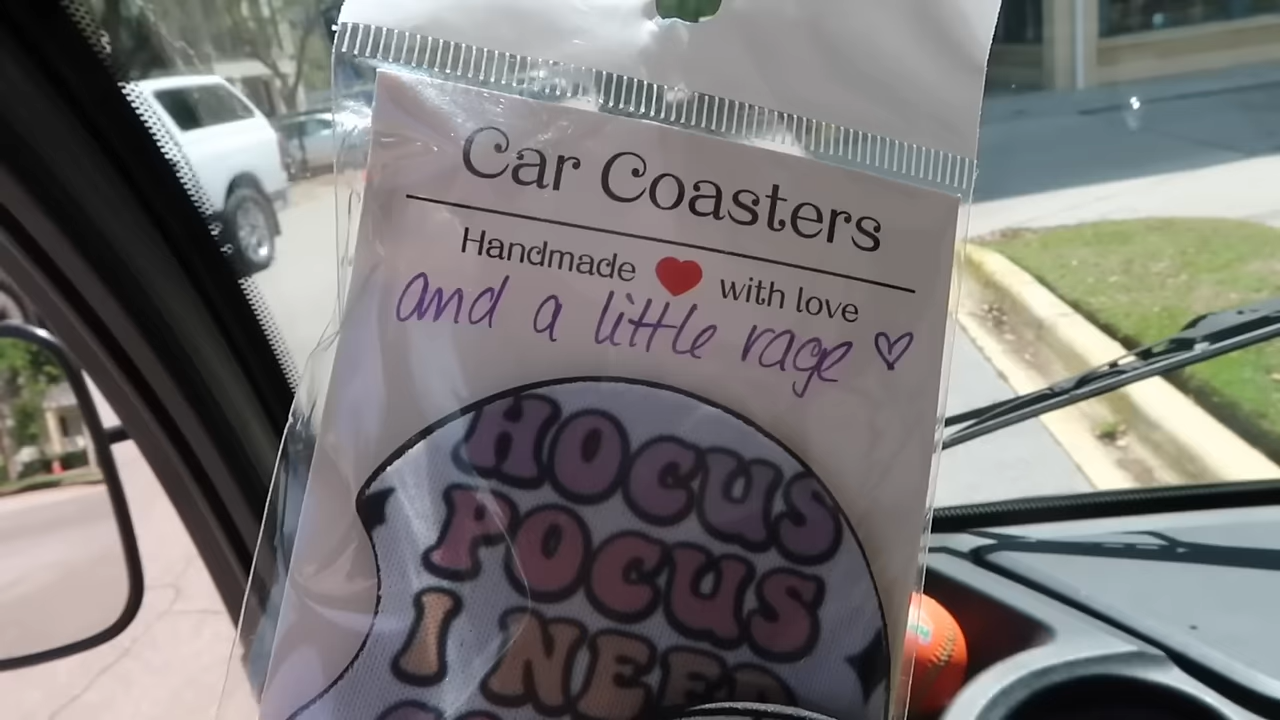 Car Coasters
Handmade ❤ with love
and a little rage ♡
HOCUS
POCUS
I NEED